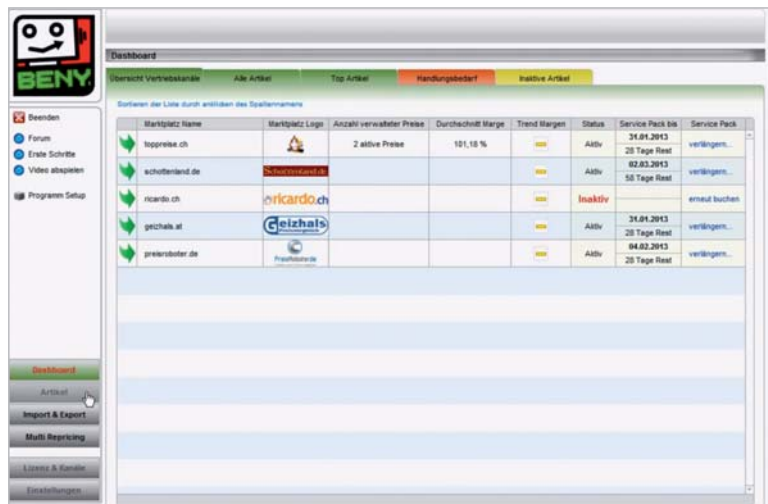 BENY
Dashboard
Übersicht Vertriebskanäle
Alle Artikel
Top Artikel
Handlungsbedarf
Inaktive Artikel
Sortieren der Liste durch anklicken des Spaltennamens
Beenden
Forum
Erste Schritte
Video abspielen
Programm Setup
Marktplatz Name Marktplatz Logo Anzahl verwalteter Preise Durchschnitt Marge Trend Margen Status Service Pack bis Service Pack
toppreise.ch 2 aktive Preise 101,18 % Aktiv 31.01.2013 verlängern...
28 Tage Rest
schottenland.de Schottenland.de Aktiv 02.03.2013 verlängern...
58 Tage Rest
ricardo.ch ricardo.ch Inaktiv erneut buchen
geizhals.at Geizhals Aktiv 31.01.2013 verlängern...
28 Tage Rest
preisroboter.de PreisRoboter.de Aktiv 04.02.2013 verlängern...
28 Tage Rest
Dashboard
Artikel
Import & Export
Multi Repricing
Lizenz & Kanäle
Einstellungen